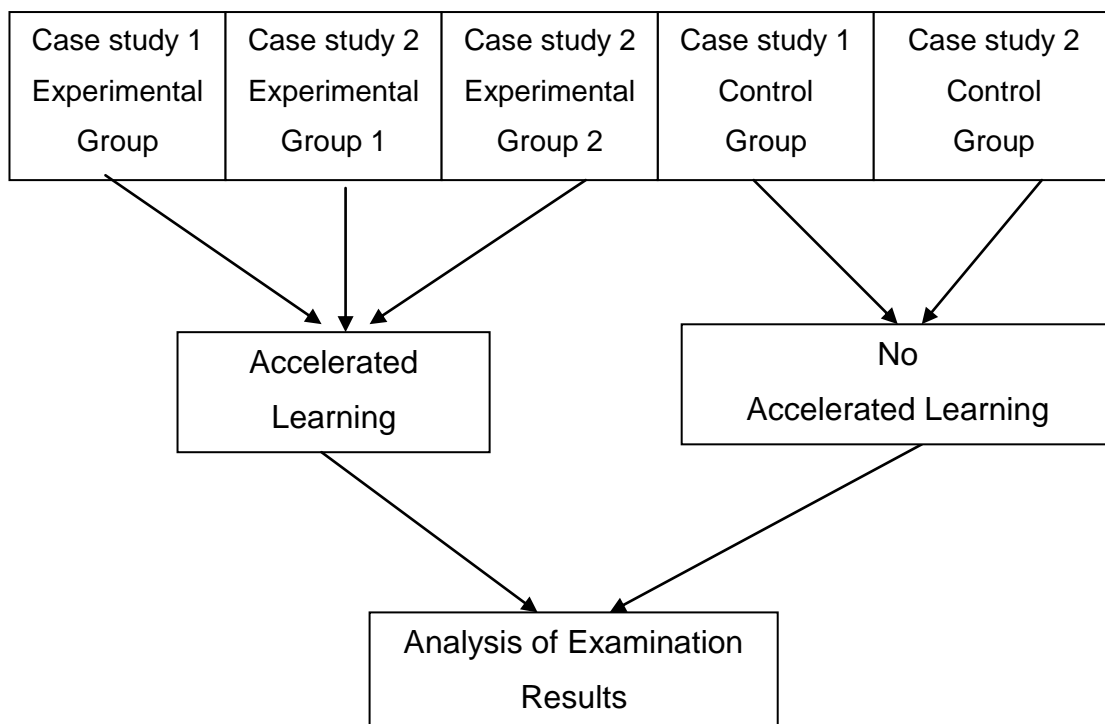 Case study 1
Experimental
Group
Case study 2
Experimental
Group 1
Case study 2
Experimental
Group 2
Case study 1
Control
Group
Case study 2
Control
Group
Accelerated
Learning
No
Accelerated Learning
Analysis of Examination
Results